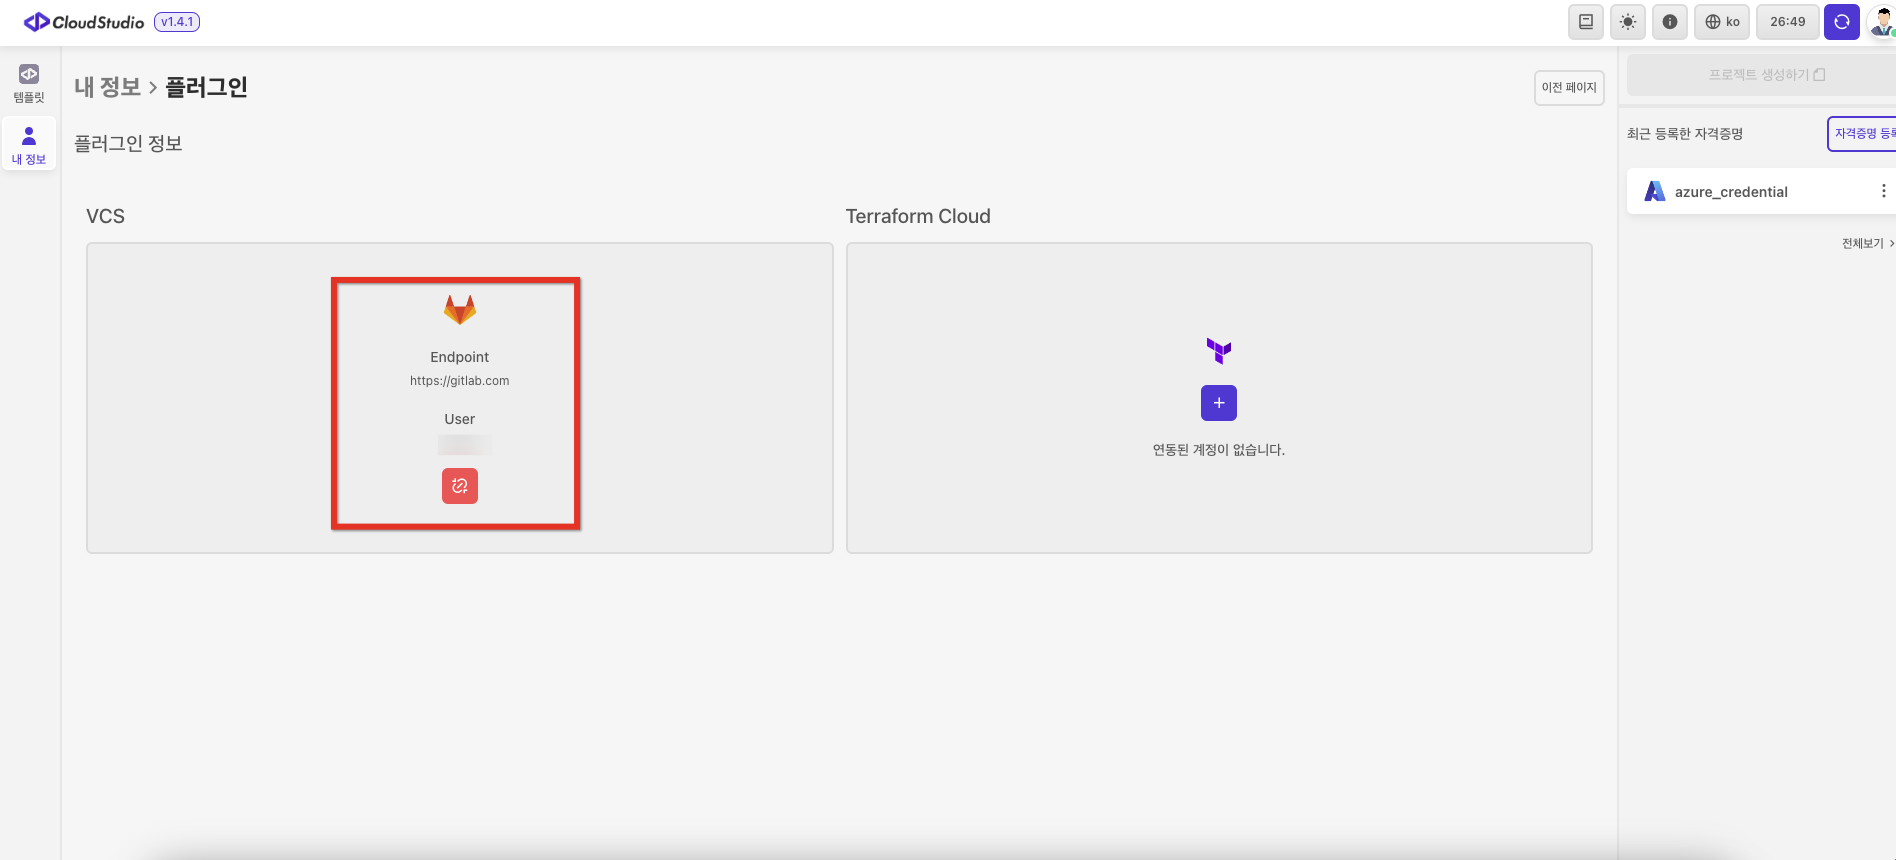 CloudStudio v1.4.1
ko
26:49
템플릿
내 정보
내 정보 > 플러그인
이전 페이지
플러그인 정보
VCS
Endpoint
https://gitlab.com
User
Terraform Cloud
연동된 계정이 없습니다.
프로젝트 생성하기
최근 등록한 자격증명
자격증명 등록
azure_credential
전체보기 >